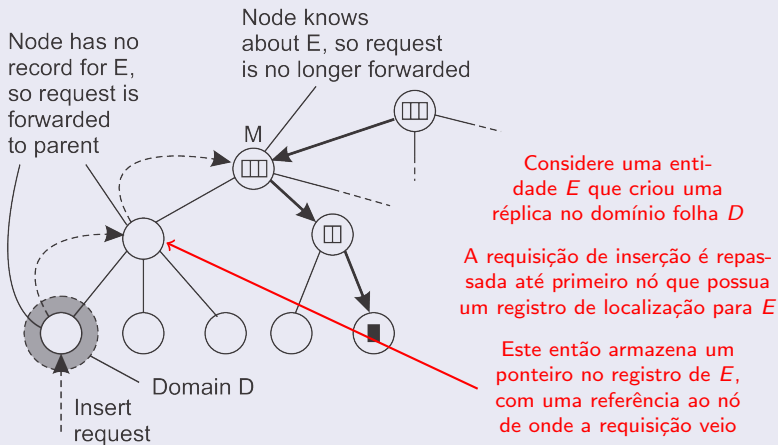 Node has no
record for E,
so request is
forwarded
to parent
Node knows
about E, so request
is no longer forwarded
M
Domain D
Insert
request
Considere uma enti-
dade E que criou uma
réplica no domínio folha D
A requisição de inserção é repas-
sada até primeiro nó que possua
um registro de localização para E
Este então armazena um
ponteiro no registro de E,
com uma referência ao nó
de onde a requisição veio